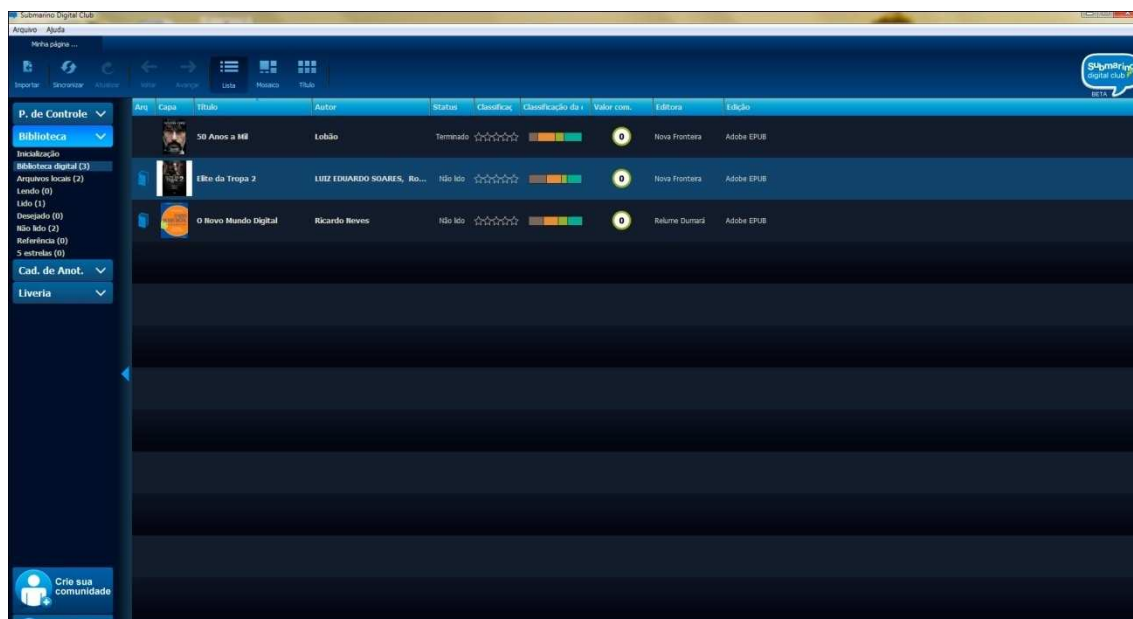 Submarino Digital Club
Arquivo Ajuda
Minha página ...
Importar Sincronizar Atualizar Voltar Avançar Lista Mosaico Título
Submarino
digital club
BETA
P. de Controle
Biblioteca
Inicialização
Biblioteca digital (3)
Arquivos locais (2)
Lendo (0)
Lido (1)
Desejado (0)
Não lido (2)
Referência (0)
5 estrelas (0)
Cad. de Anot.
Liveria
Arq Capa Título Autor Status Classificaç Classificação da c Valor com. Editora Edição
50 Anos a Mil Lobão Terminado 0 Nova Fronteira Adobe EPUB
Elite da Tropa 2 LUIZ EDUARDO SOARES, Ro... Não lido 0 Nova Fronteira Adobe EPUB
O Novo Mundo Digital Ricardo Neves Não lido 0 Relume Dumará Adobe EPUB
Crie sua
comunidade